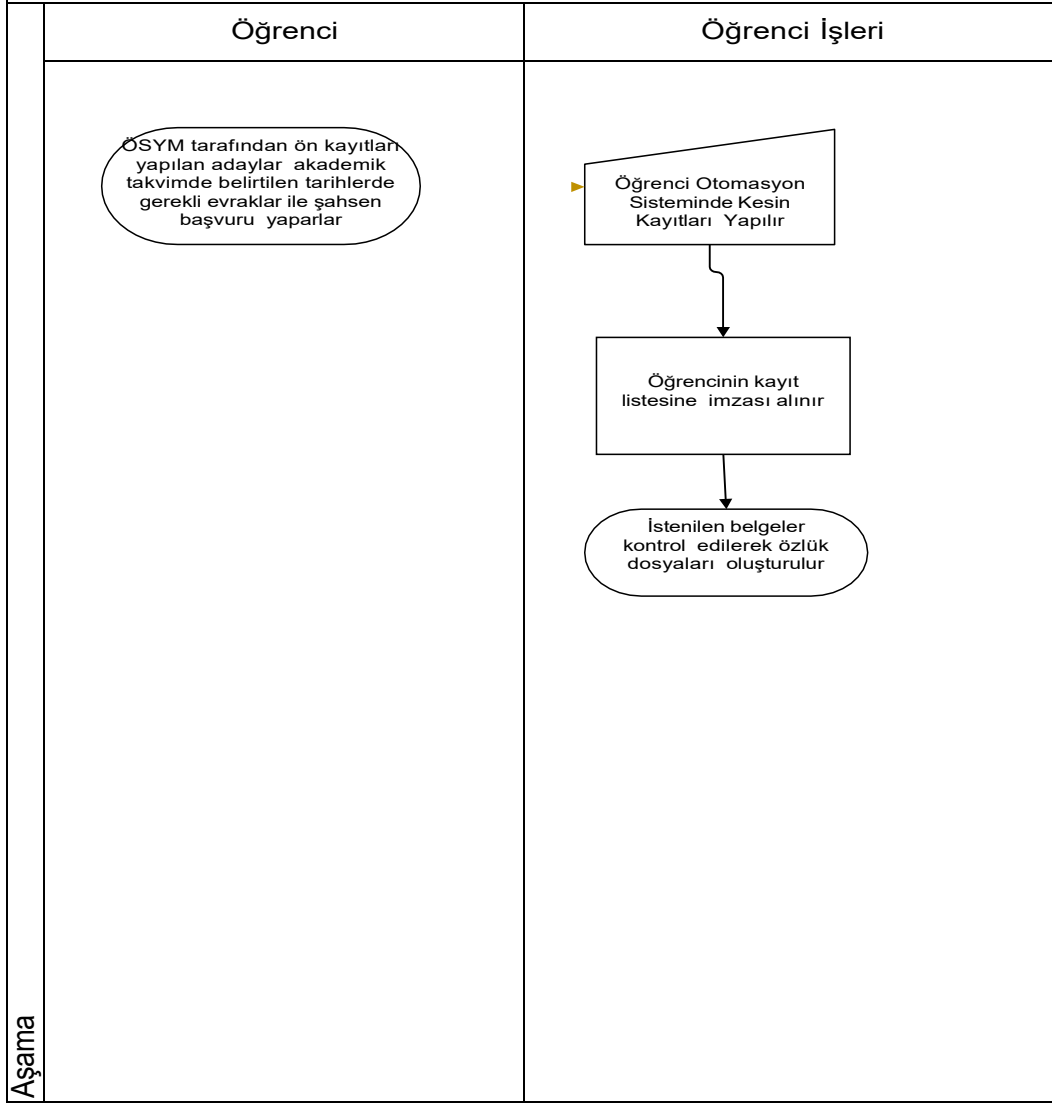 Öğrenci
Öğrenci İşleri
ÖSYM tarafından ön kayıtları
yapılan adaylar akademik
takvimde belirtilen tarihlerde
gerekli evraklar ile şahsen
başvuru yaparlar
Öğrenci Otomasyon
Sisteminde Kesin
Kayıtları Yapılır
Öğrencinin kayıt
listesine imzası alınır
İstenilen belgeler
kontrol edilerek özlük
dosyaları oluşturulur
Aşama